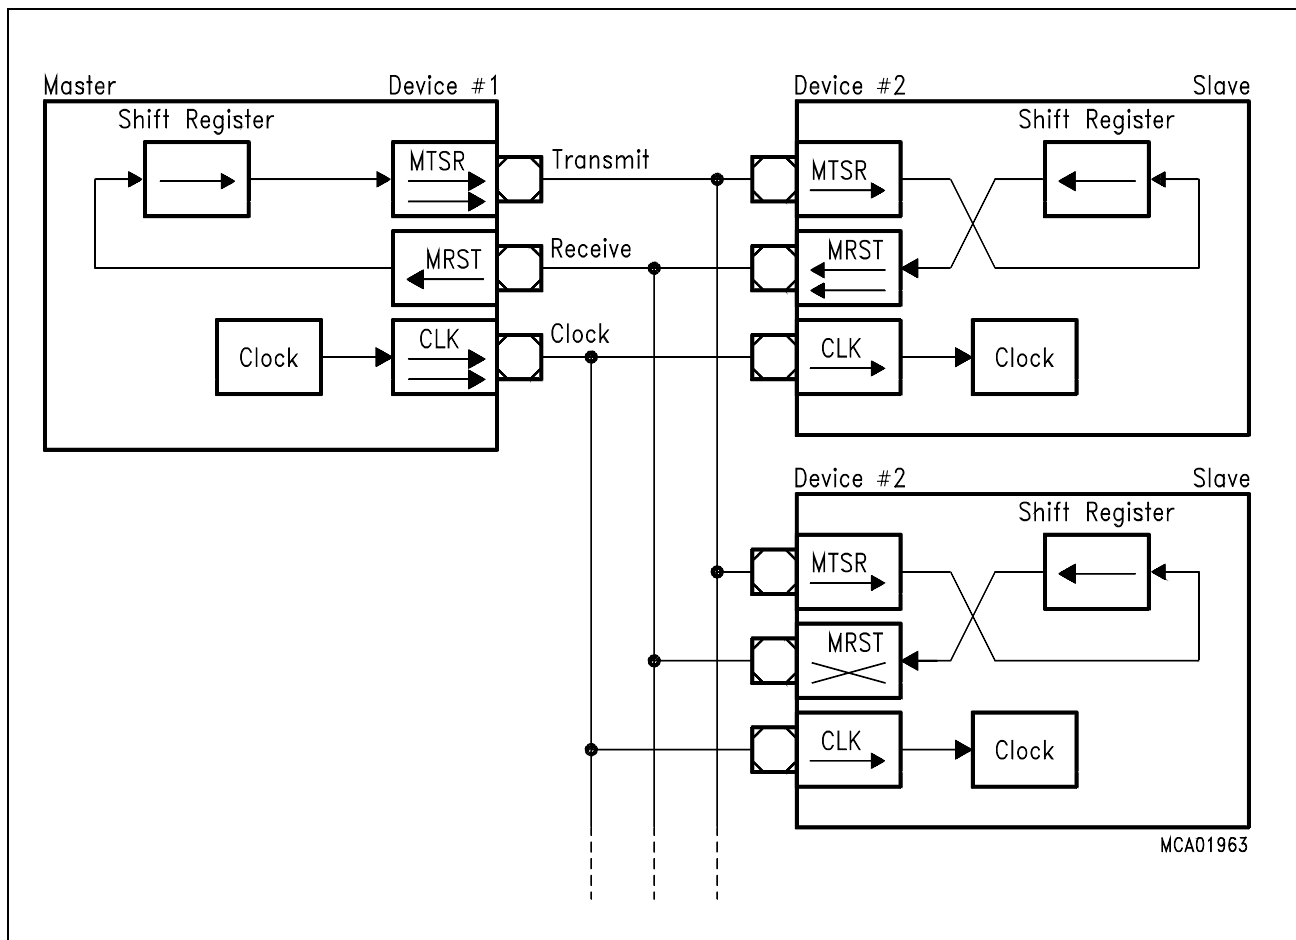 Master Device #1
Shift Register
MTSR
Transmit
MRST
Receive
Clock
CLK
Clock
Device #2 Slave
Shift Register
MTSR
MRST
CLK
Clock
Device #2 Slave
Shift Register
MTSR
MRST
CLK
Clock
MCA01963